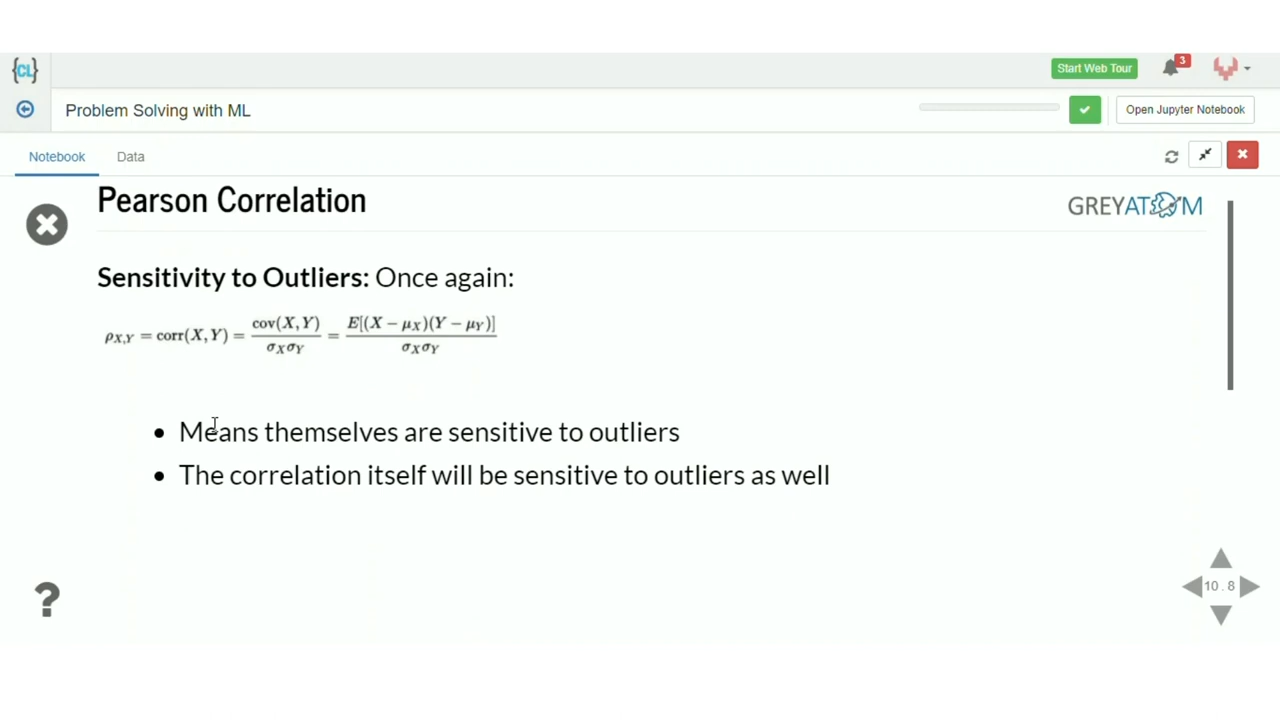 {CL}
Start Web Tour
3
Problem Solving with ML
Open Jupyter Notebook
Notebook
Data
Pearson Correlation
GREYATOM
Sensitivity to Outliers: Once again:
ρX,Y = corr(X, Y) = cov(X, Y) / σXσY = E[(X − μX)(Y − μY)] / σXσY
• Means themselves are sensitive to outliers
• The correlation itself will be sensitive to outliers as well
?
10.8